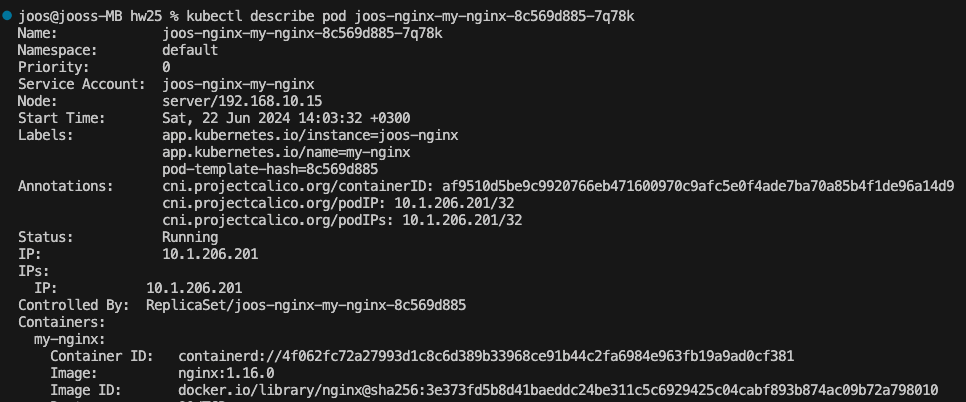 joos@jooss-MB hw25 % kubectl describe pod joos-nginx-my-nginx-8c569d885-7q78k
Name:             joos-nginx-my-nginx-8c569d885-7q78k
Namespace:        default
Priority:         0
Service Account:  joos-nginx-my-nginx
Node:             server/192.168.10.15
Start Time:       Sat, 22 Jun 2024 14:03:32 +0300
Labels:           app.kubernetes.io/instance=joos-nginx
                  app.kubernetes.io/name=my-nginx
                  pod-template-hash=8c569d885
Annotations:      cni.projectcalico.org/containerID: af9510d5be9c9920766eb471600970c9afc5e0f4ade7ba70a85b4f1de96a14d9
                  cni.projectcalico.org/podIP: 10.1.206.201/32
                  cni.projectcalico.org/podIPs: 10.1.206.201/32
Status:           Running
IP:               10.1.206.201
IPs:
  IP:           10.1.206.201
Controlled By:  ReplicaSet/joos-nginx-my-nginx-8c569d885
Containers:
  my-nginx:
    Container ID:   containerd://4f062fc72a27993d1c8c6d389b33968ce91b44c2fa6984e963fb19a9ad0cf381
    Image:          nginx:1.16.0
    Image ID:       docker.io/library/nginx@sha256:3e373fd5b8d41baeddc24be311c5c6929425c04cabf893b874ac09b72a798010